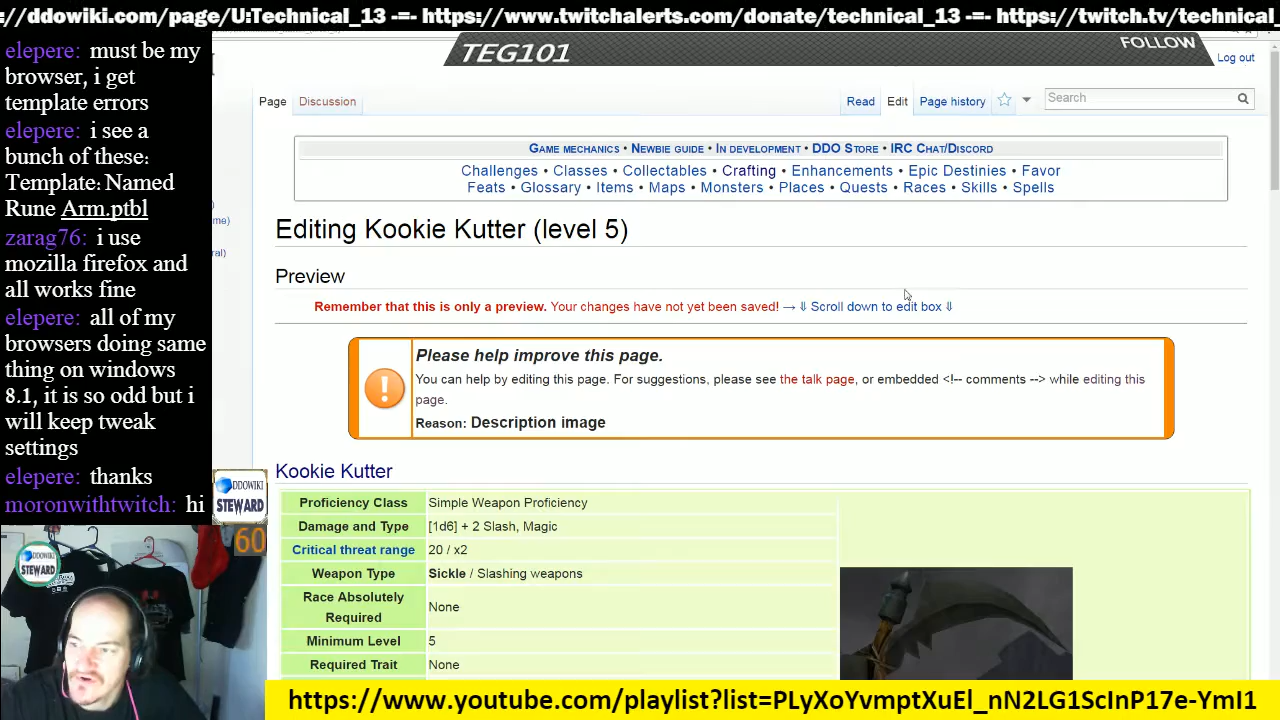 ://ddowiki.com/page/U:Technical_13 -=- https://www.twitchalerts.com/donate/technical_13 -=- https://twitch.tv/technical_
elepere: must be my
browser, i get
template errors
elepere: i see a
bunch of these:
Template: Named
Rune Arm.ptbl
zarag76: i use
mozilla firefox and
all works fine
elepere: all of my
browsers doing same
thing on windows
8.1, it is so odd but i
will keep tweak
settings
elepere: thanks
moronwithtwitch: hi
DDOWIKI
STEWARD
60
DDOWIKI
STEWARD
me)
ral)
TEG101
FOLLOW
Log out
Page
Discussion
Read
Edit
Page history
Search
Game mechanics • Newbie guide • In development • DDO Store • IRC Chat/Discord
Challenges • Classes • Collectables • Crafting • Enhancements • Epic Destinies • Favor
Feats • Glossary • Items • Maps • Monsters • Places • Quests • Races • Skills • Spells
Editing Kookie Kutter (level 5)
Preview
Remember that this is only a preview. Your changes have not yet been saved! → ⇓ Scroll down to edit box ⇓
Please help improve this page.
You can help by editing this page. For suggestions, please see the talk page, or embedded <!-- comments --> while editing this
page.
Reason: Description image
Kookie Kutter
Proficiency Class Simple Weapon Proficiency
Damage and Type [1d6] + 2 Slash, Magic
Critical threat range 20 / x2
Weapon Type Sickle / Slashing weapons
Race Absolutely
Required
None
Minimum Level 5
Required Trait None
https://www.youtube.com/playlist?list=PLyXoYvmptXuEl_nN2LG1ScInP17e-YmI1